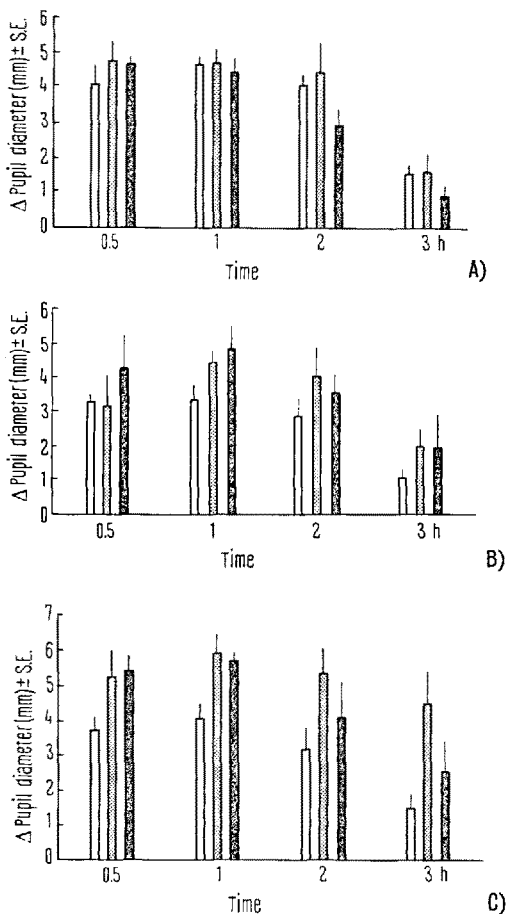 Δ Pupil diameter (mm) ± S.E.
6
5
4
3
2
1
0
0.5 1 2 3 h
Time
A)
Δ Pupil diameter (mm) ± S.E.
6
5
4
3
2
1
0
0.5 1 2 3 h
Time
B)
Δ Pupil diameter (mm) ± S.E.
7
6
5
4
3
2
1
0
0.5 1 2 3 h
Time
C)